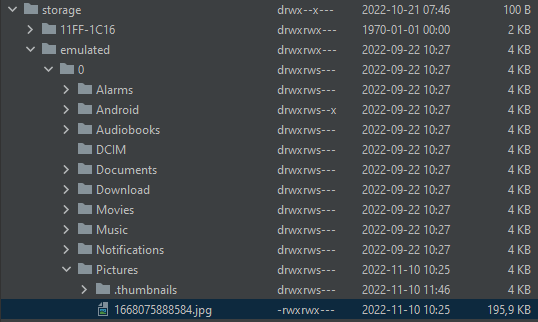 storage drwx--x--- 2022-10-21 07:46 100 B
11FF-1C16 drwxrwx--- 1970-01-01 00:00 2 KB
emulated drwxrwx--- 2022-09-22 10:27 4 KB
0 drwxrws--- 2022-09-22 10:27 4 KB
Alarms drwxrws--- 2022-09-22 10:27 4 KB
Android drwxrws--x 2022-09-22 10:27 4 KB
Audiobooks drwxrws--- 2022-09-22 10:27 4 KB
DCIM drwxrws--- 2022-09-22 10:27 4 KB
Documents drwxrws--- 2022-09-22 10:27 4 KB
Download drwxrws--- 2022-09-22 10:27 4 KB
Movies drwxrws--- 2022-09-22 10:27 4 KB
Music drwxrws--- 2022-09-22 10:27 4 KB
Notifications drwxrws--- 2022-09-22 10:27 4 KB
Pictures drwxrws--- 2022-11-10 10:25 4 KB
.thumbnails drwxrws--- 2022-11-10 11:46 4 KB
1668075888584.jpg -rwxrwx--- 2022-11-10 10:25 195,9 KB